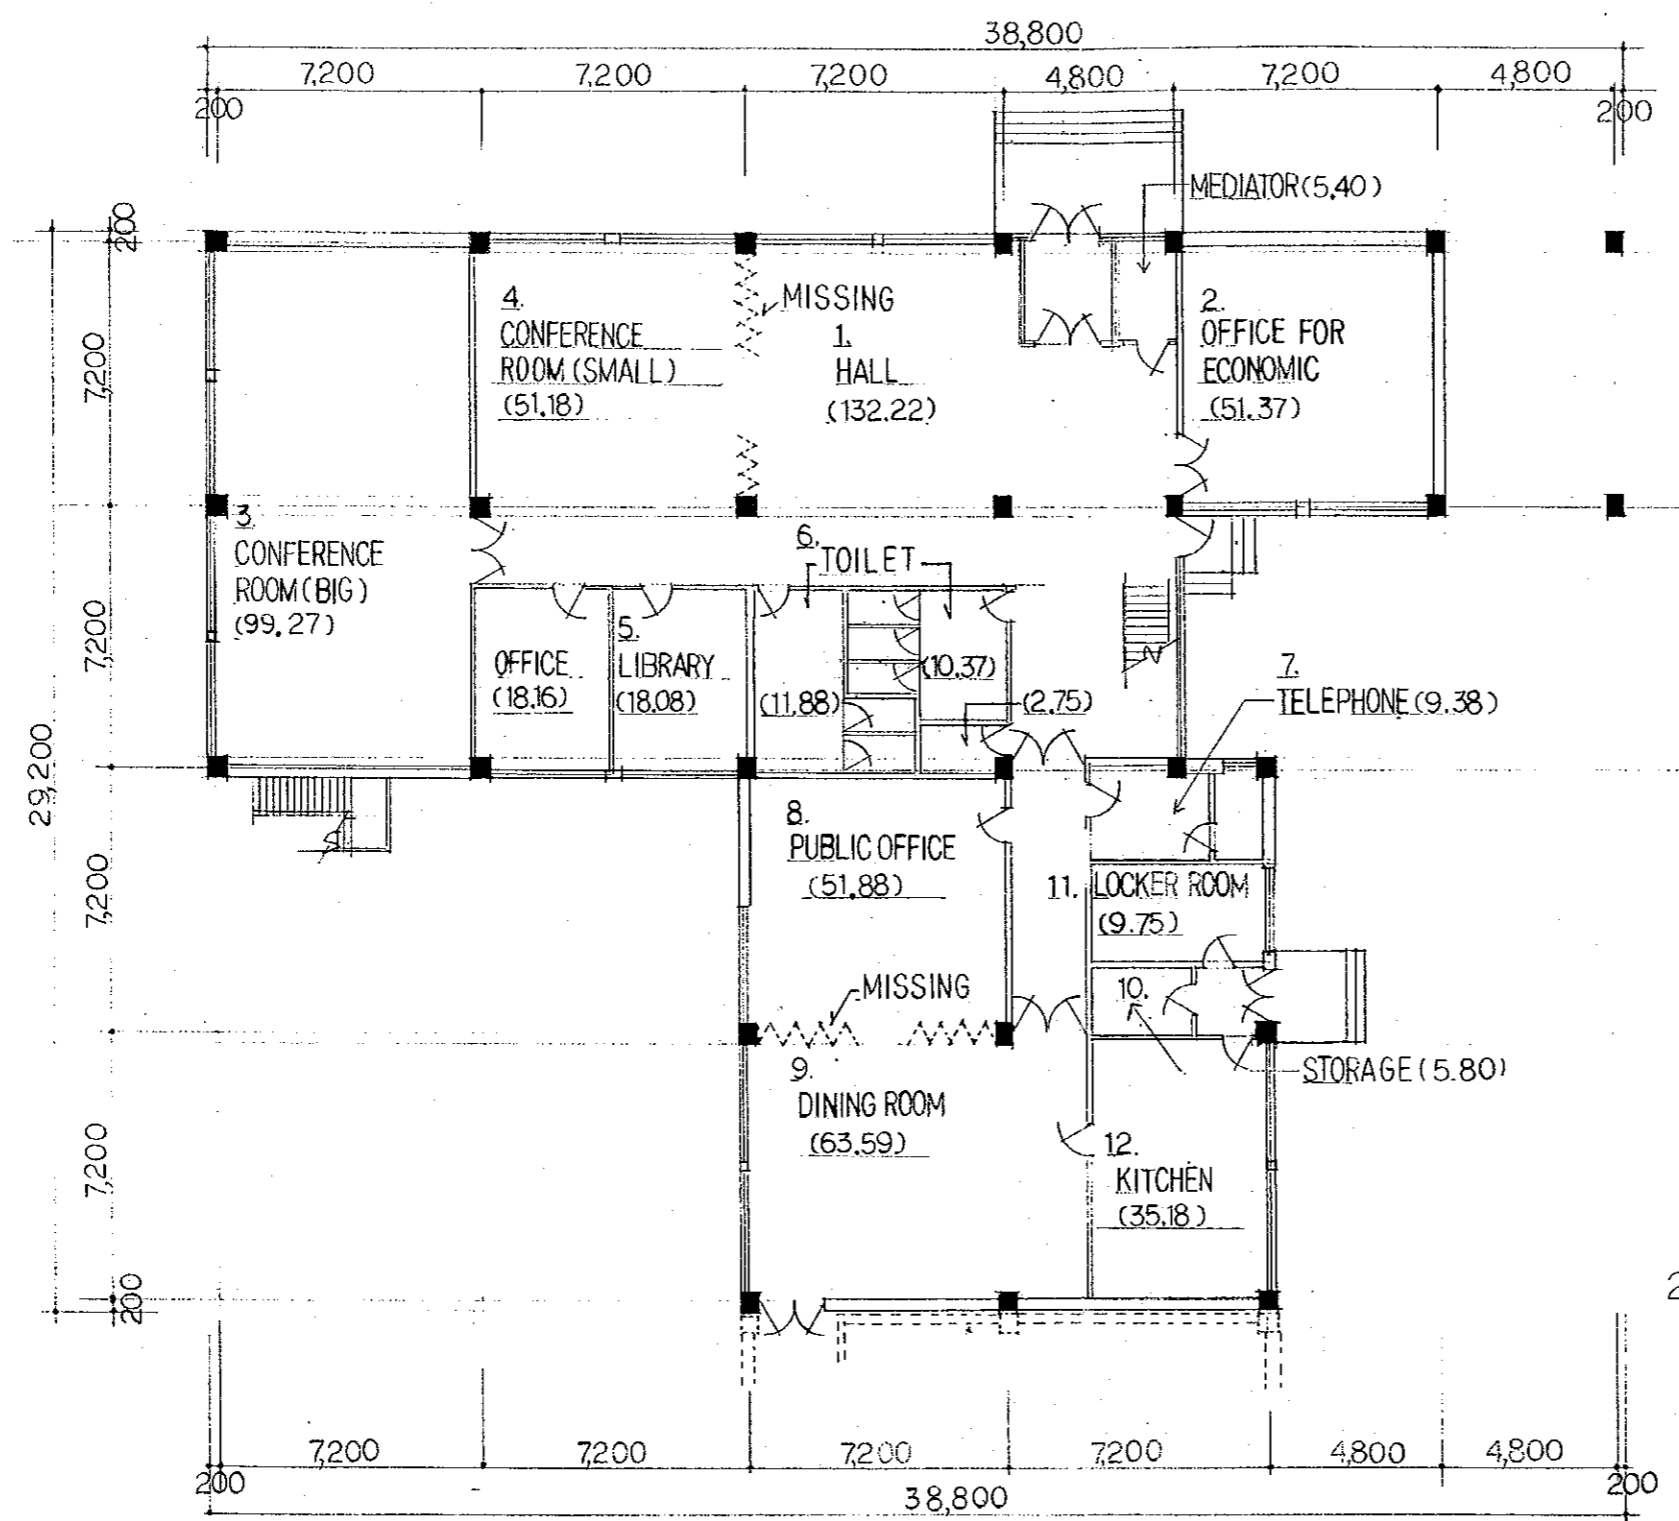 38,800
7,200 7,200 7,200 4,800 7,200 4,800
200 200
MEDIATOR(5.40)
200
4.
CONFERENCE
ROOM(SMALL)
(51.18)
MISSING
1.
HALL
(132.22)
2.
OFFICE FOR
ECONOMIC
(51.37)
7,200
3.
CONFERENCE
ROOM(BIG)
(99.27)
6.
TOILET
7,200
OFFICE
(18.16)
5.
LIBRARY
(18.08)
(11.88)
(10.37)
(2.75)
7.
TELEPHONE(9.38)
29,200
8.
PUBLIC OFFICE
(51.88)
7,200
11. LOCKER ROOM
(9.75)
MISSING
10.
STORAGE(5.80)
9.
DINING ROOM
(63.59)
7,200
12.
KITCHEN
(35.18)
200
2
7,200 7,200 7,200 7,200 4,800 4,800
200 200
38,800